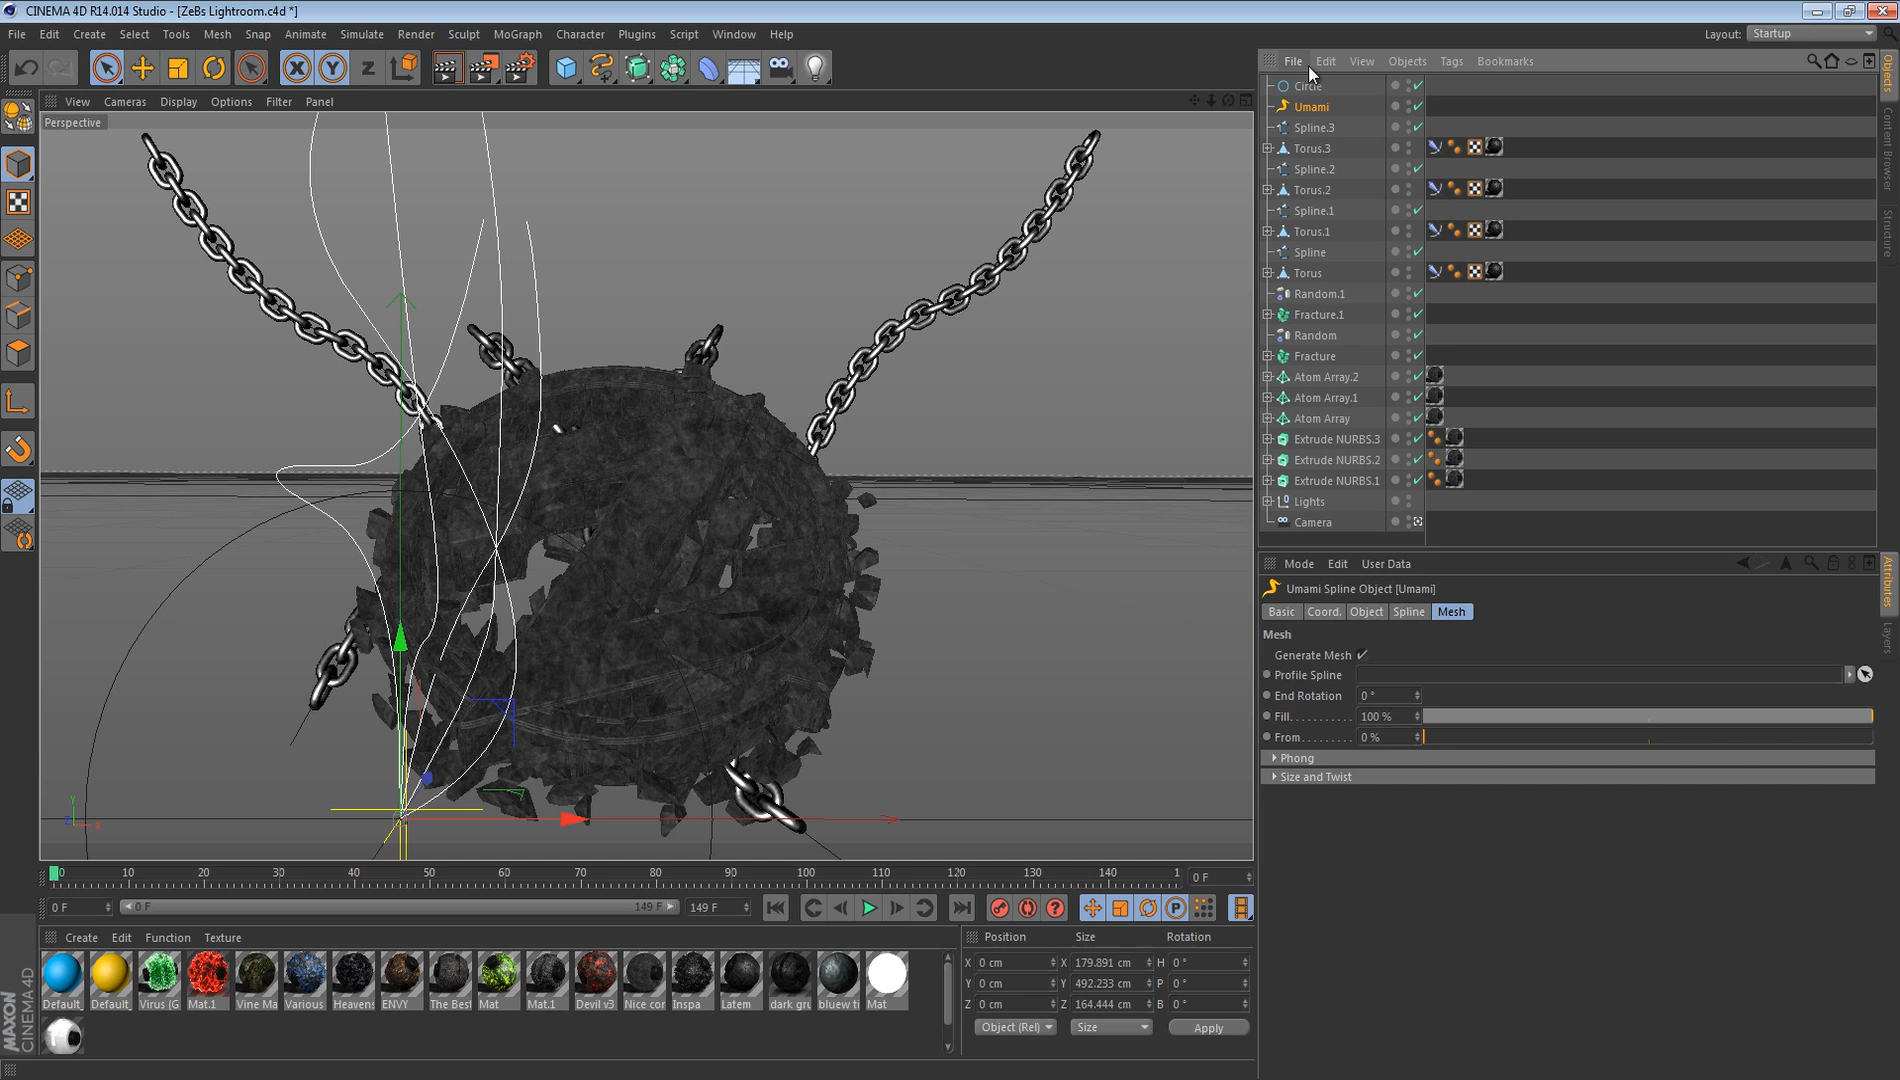 CINEMA 4D R14.014 Studio - [ZeBs Lightroom.c4d *]
File Edit Create Select Tools Mesh Snap Animate Simulate Render Sculpt MoGraph Character Plugins Script Window Help
Layout: Startup
X Y Z
View Cameras Display Options Filter Panel
Perspective
File Edit View Objects Tags Bookmarks
Circle
Umami
Spline.3
Torus.3
Spline.2
Torus.2
Spline.1
Torus.1
Spline
Torus
Random.1
Fracture.1
Random
Fracture
Atom Array.2
Atom Array.1
Atom Array
Extrude NURBS.3
Extrude NURBS.2
Extrude NURBS.1
Lights
Camera
Objects
Content Browser
Structure
Mode Edit User Data
Umami Spline Object [Umami]
Basic Coord. Object Spline Mesh
Mesh
Generate Mesh
Profile Spline
End Rotation 0 °
Fill 100 %
From 0 %
Phong
Size and Twist
Attributes
Layers
Y
Z X
0 10 20 30 40 50 60 70 80 90 100 110 120 130 140 1 0 F
0 F 0 F 149 F 149 F
Create Edit Function Texture
Default_ Default_ Virus (G Mat.1 Vine Ma Various Heavens ENVY The Best Mat Mat.1 Devil v3 Nice cor Inspa Latem dark gru bluew ti Mat
Position Size Rotation
X 0 cm X 179.891 cm H 0 °
Y 0 cm Y 492.233 cm P 0 °
Z 0 cm Z 164.444 cm B 0 °
Object (Rel) Size Apply
MAXON
CINEMA 4D